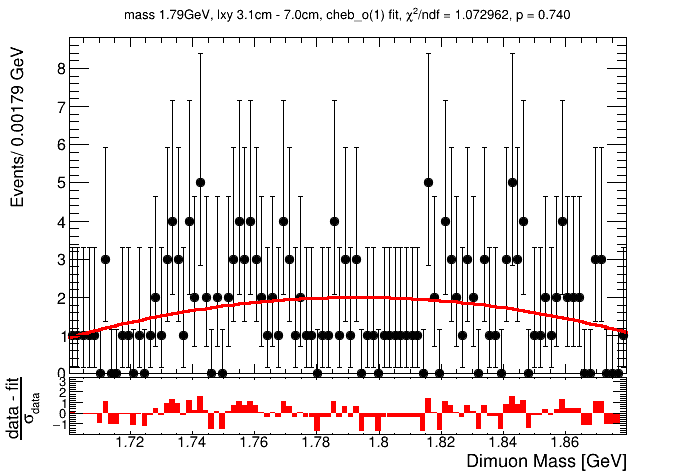 mass 1.79GeV, lxy 3.1cm - 7.0cm, cheb_o(1) fit, χ²/ndf = 1.072962, p = 0.740
Events/ 0.00179 GeV
8
7
6
5
4
3
2
1
0
data - fit
σdata
3
2
1
0
−1
1.72 1.74 1.76 1.78 1.8 1.82 1.84 1.86
Dimuon Mass [GeV]